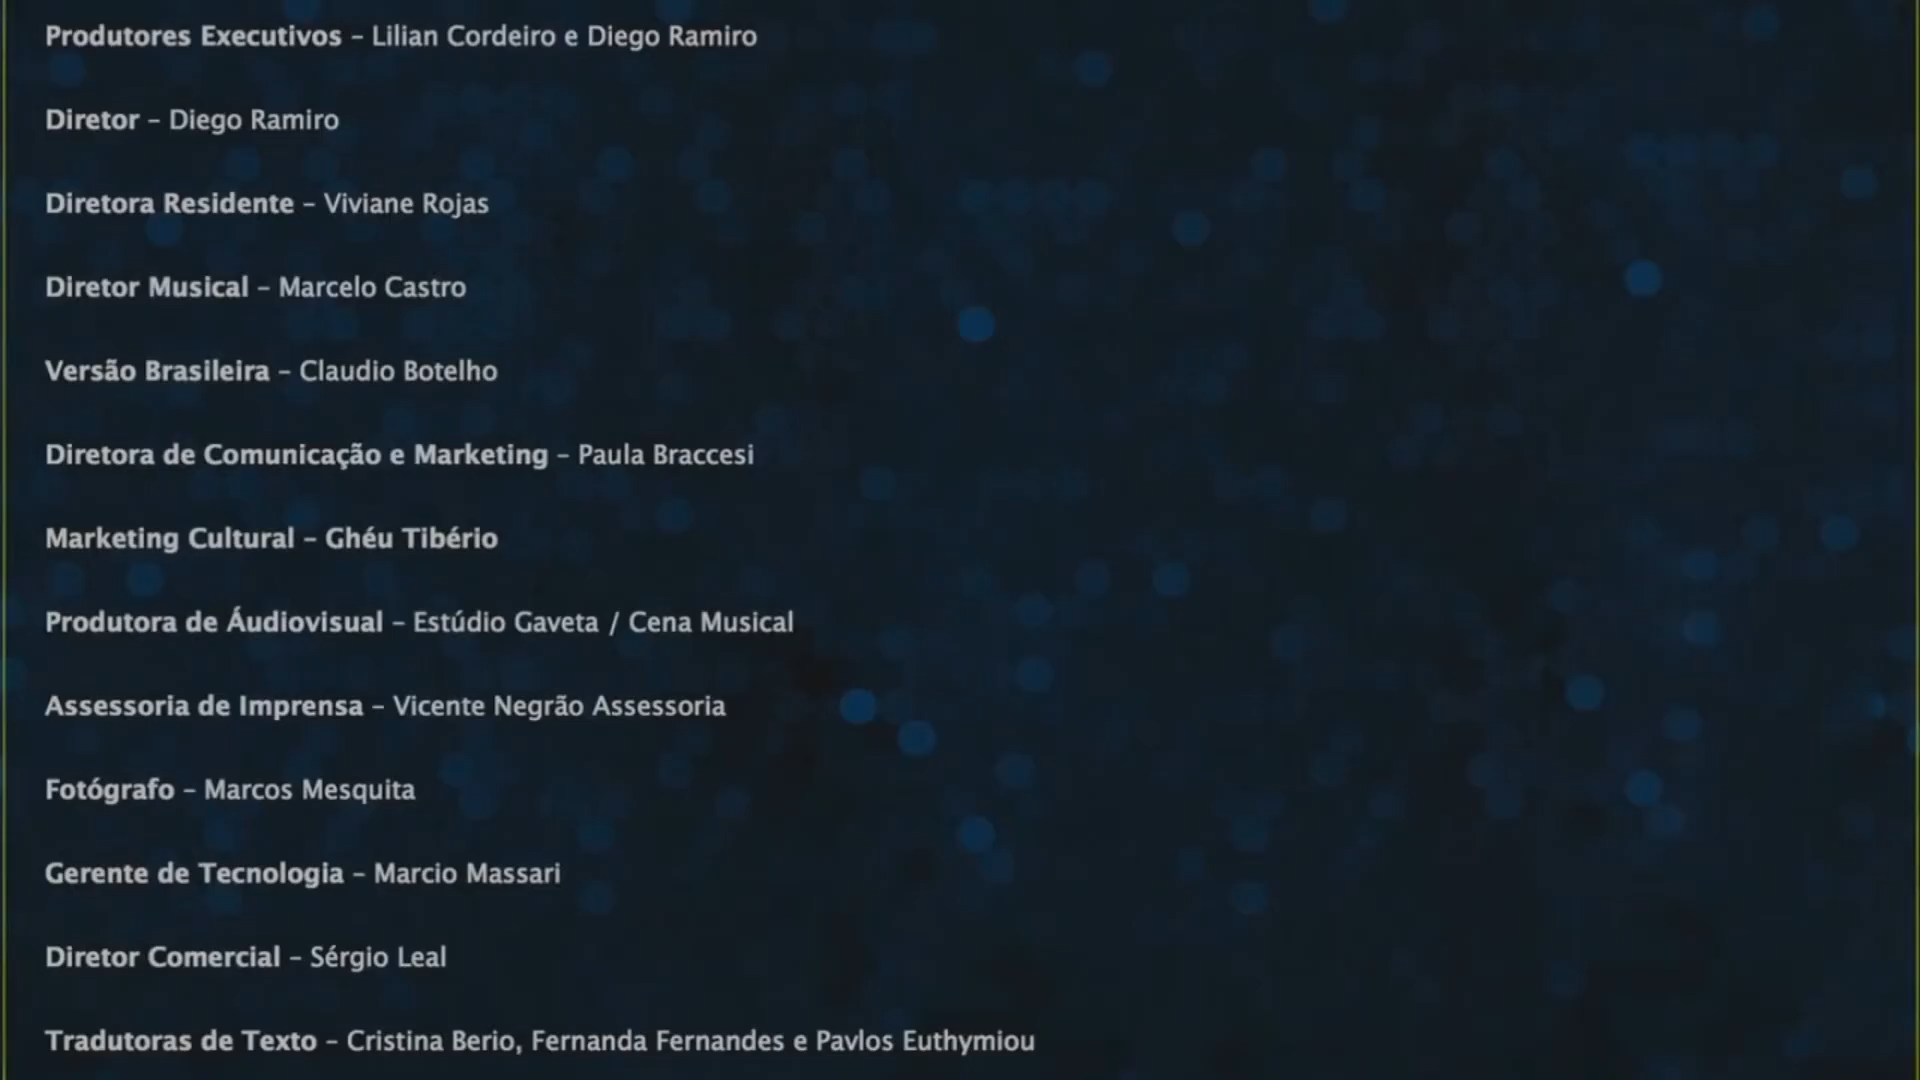 Produtores Executivos – Lilian Cordeiro e Diego Ramiro
Diretor – Diego Ramiro
Diretora Residente – Viviane Rojas
Diretor Musical – Marcelo Castro
Versão Brasileira – Claudio Botelho
Diretora de Comunicação e Marketing – Paula Braccesi
Marketing Cultural – Ghéu Tibério
Produtora de Áudiovisual – Estúdio Gaveta / Cena Musical
Assessoria de Imprensa – Vicente Negrão Assessoria
Fotógrafo – Marcos Mesquita
Gerente de Tecnologia – Marcio Massari
Diretor Comercial – Sérgio Leal
Tradutoras de Texto – Cristina Berio, Fernanda Fernandes e Pavlos Euthymiou